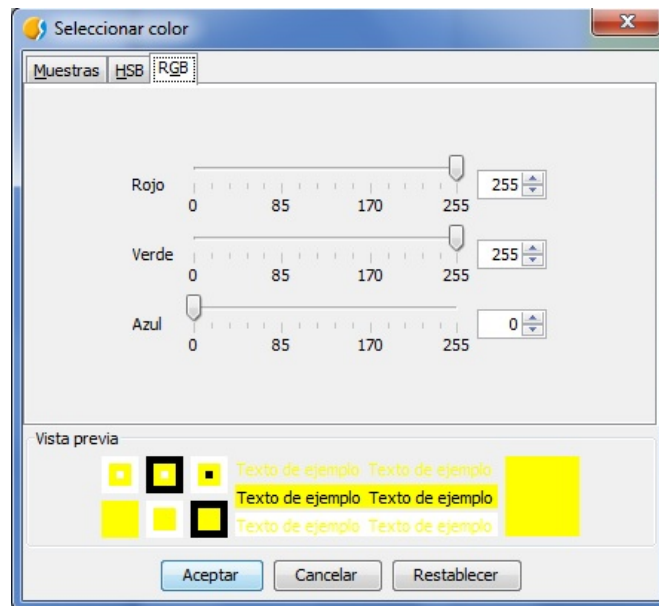 Seleccionar color
Muestras HSB RGB
Rojo 255
0 85 170 255
Verde 255
0 85 170 255
Azul 0
0 85 170 255
Vista previa
Texto de ejemplo Texto de ejemplo
Texto de ejemplo Texto de ejemplo
Texto de ejemplo Texto de ejemplo
Aceptar Cancelar Restablecer